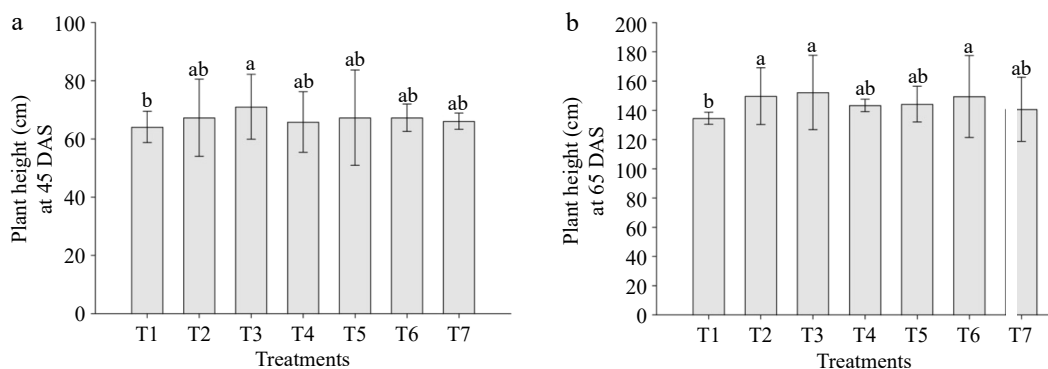 a
Plant height (cm)
at 45 DAS
100
80
60
40
20
0
b
ab
a
ab
ab
ab
ab
T1 T2 T3 T4 T5 T6 T7
Treatments
b
Plant height (cm)
at 65 DAS
200
180
160
140
120
100
80
60
40
20
0
b
a
a
ab
ab
a
ab
T1 T2 T3 T4 T5 T6 T7
Treatments